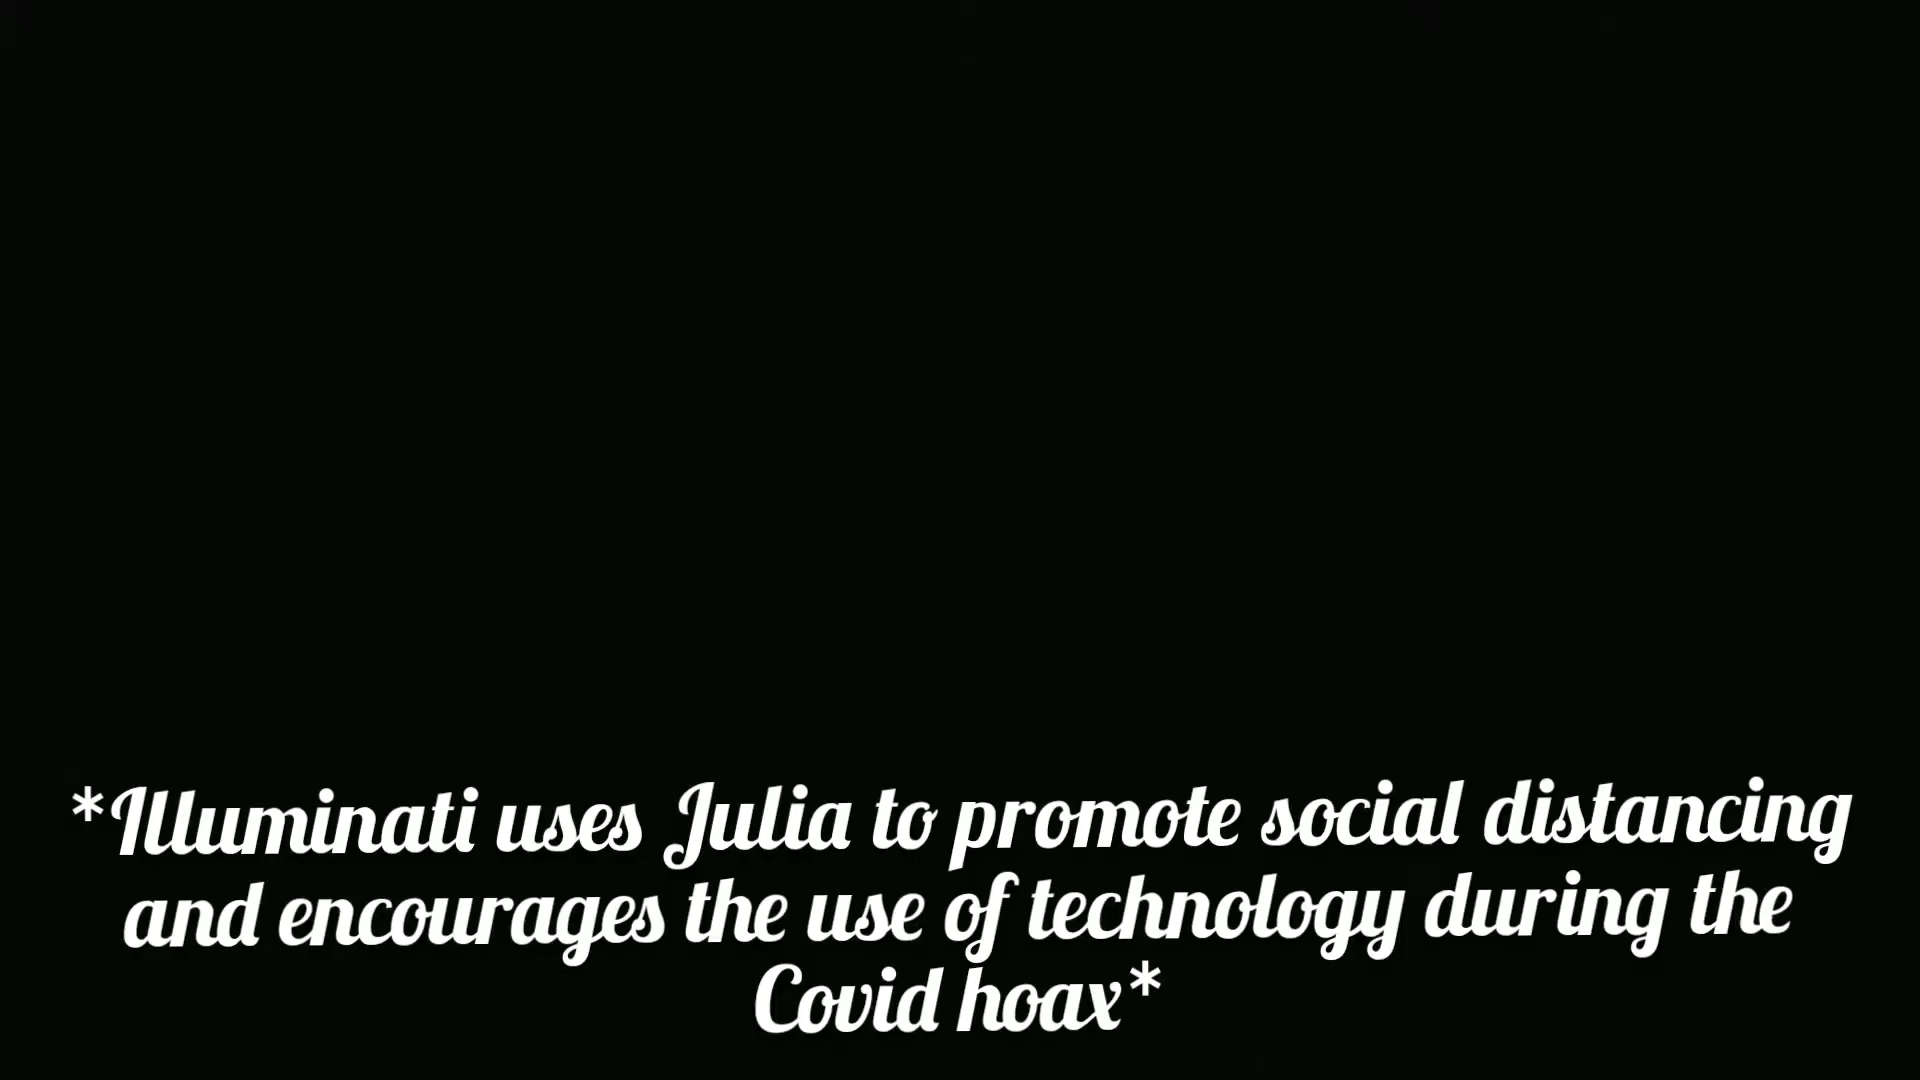 *Illuminati uses Julia to promote social distancing
and encourages the use of technology during the
Covid hoax*